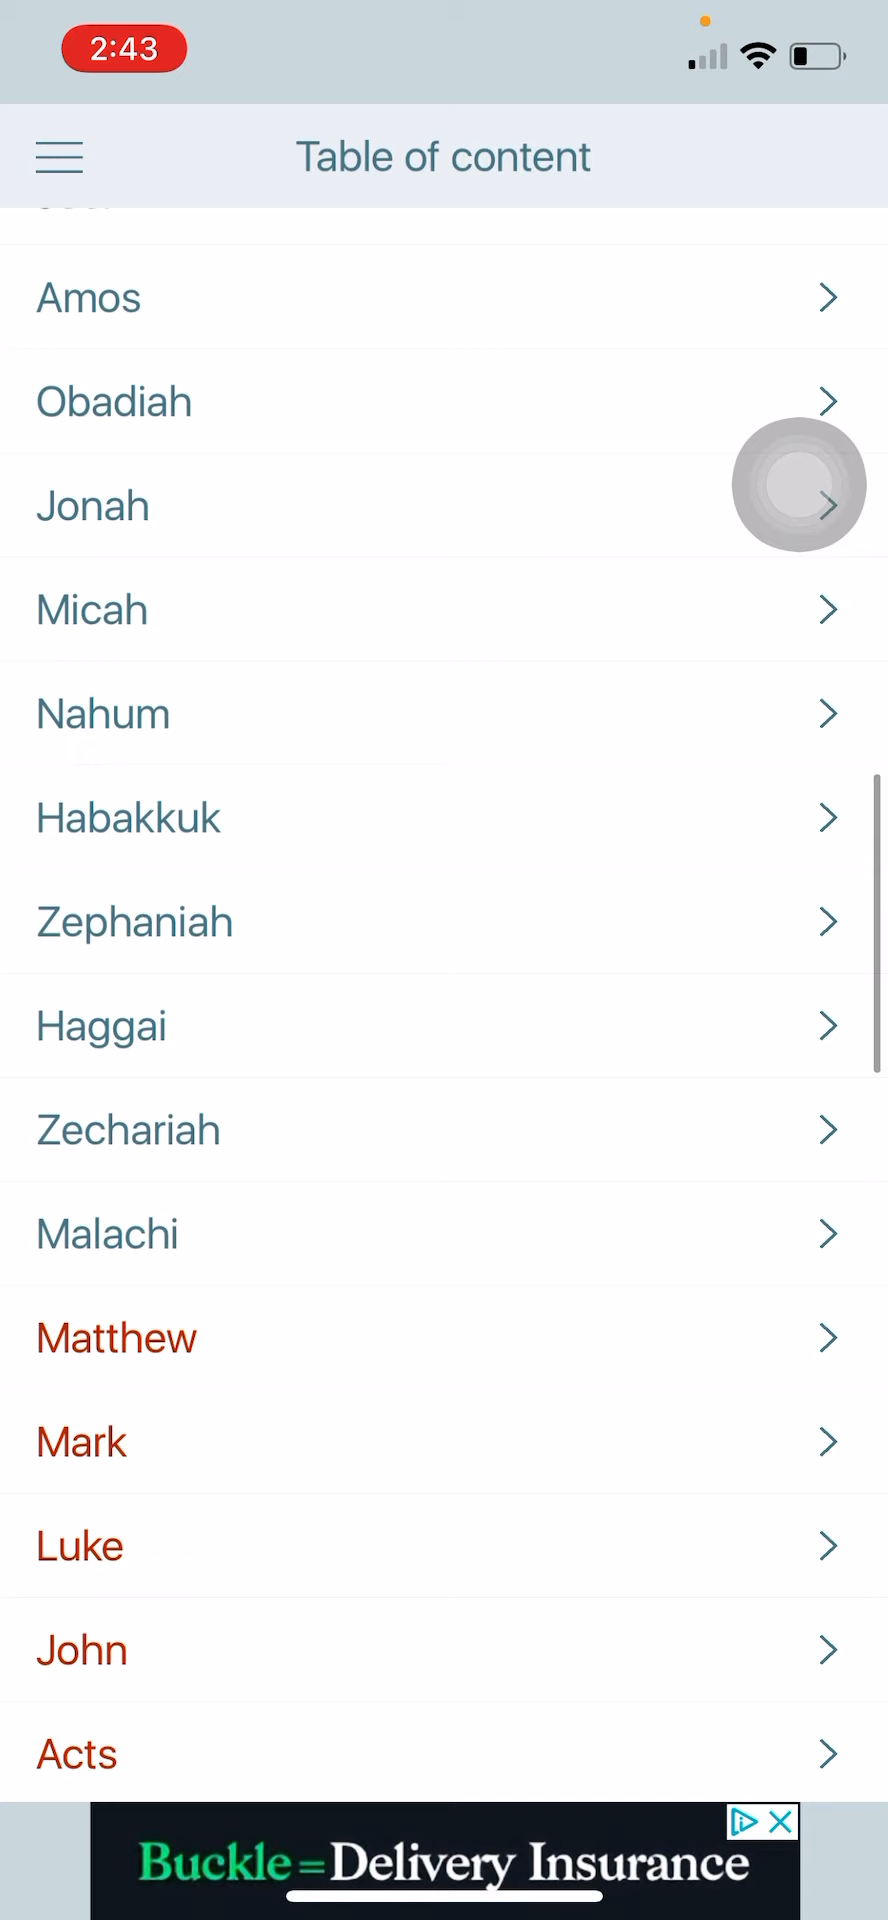 2:43
Table of content
Amos
Obadiah
Jonah
Micah
Nahum
Habakkuk
Zephaniah
Haggai
Zechariah
Malachi
Matthew
Mark
Luke
John
Acts
Buckle = Delivery Insurance